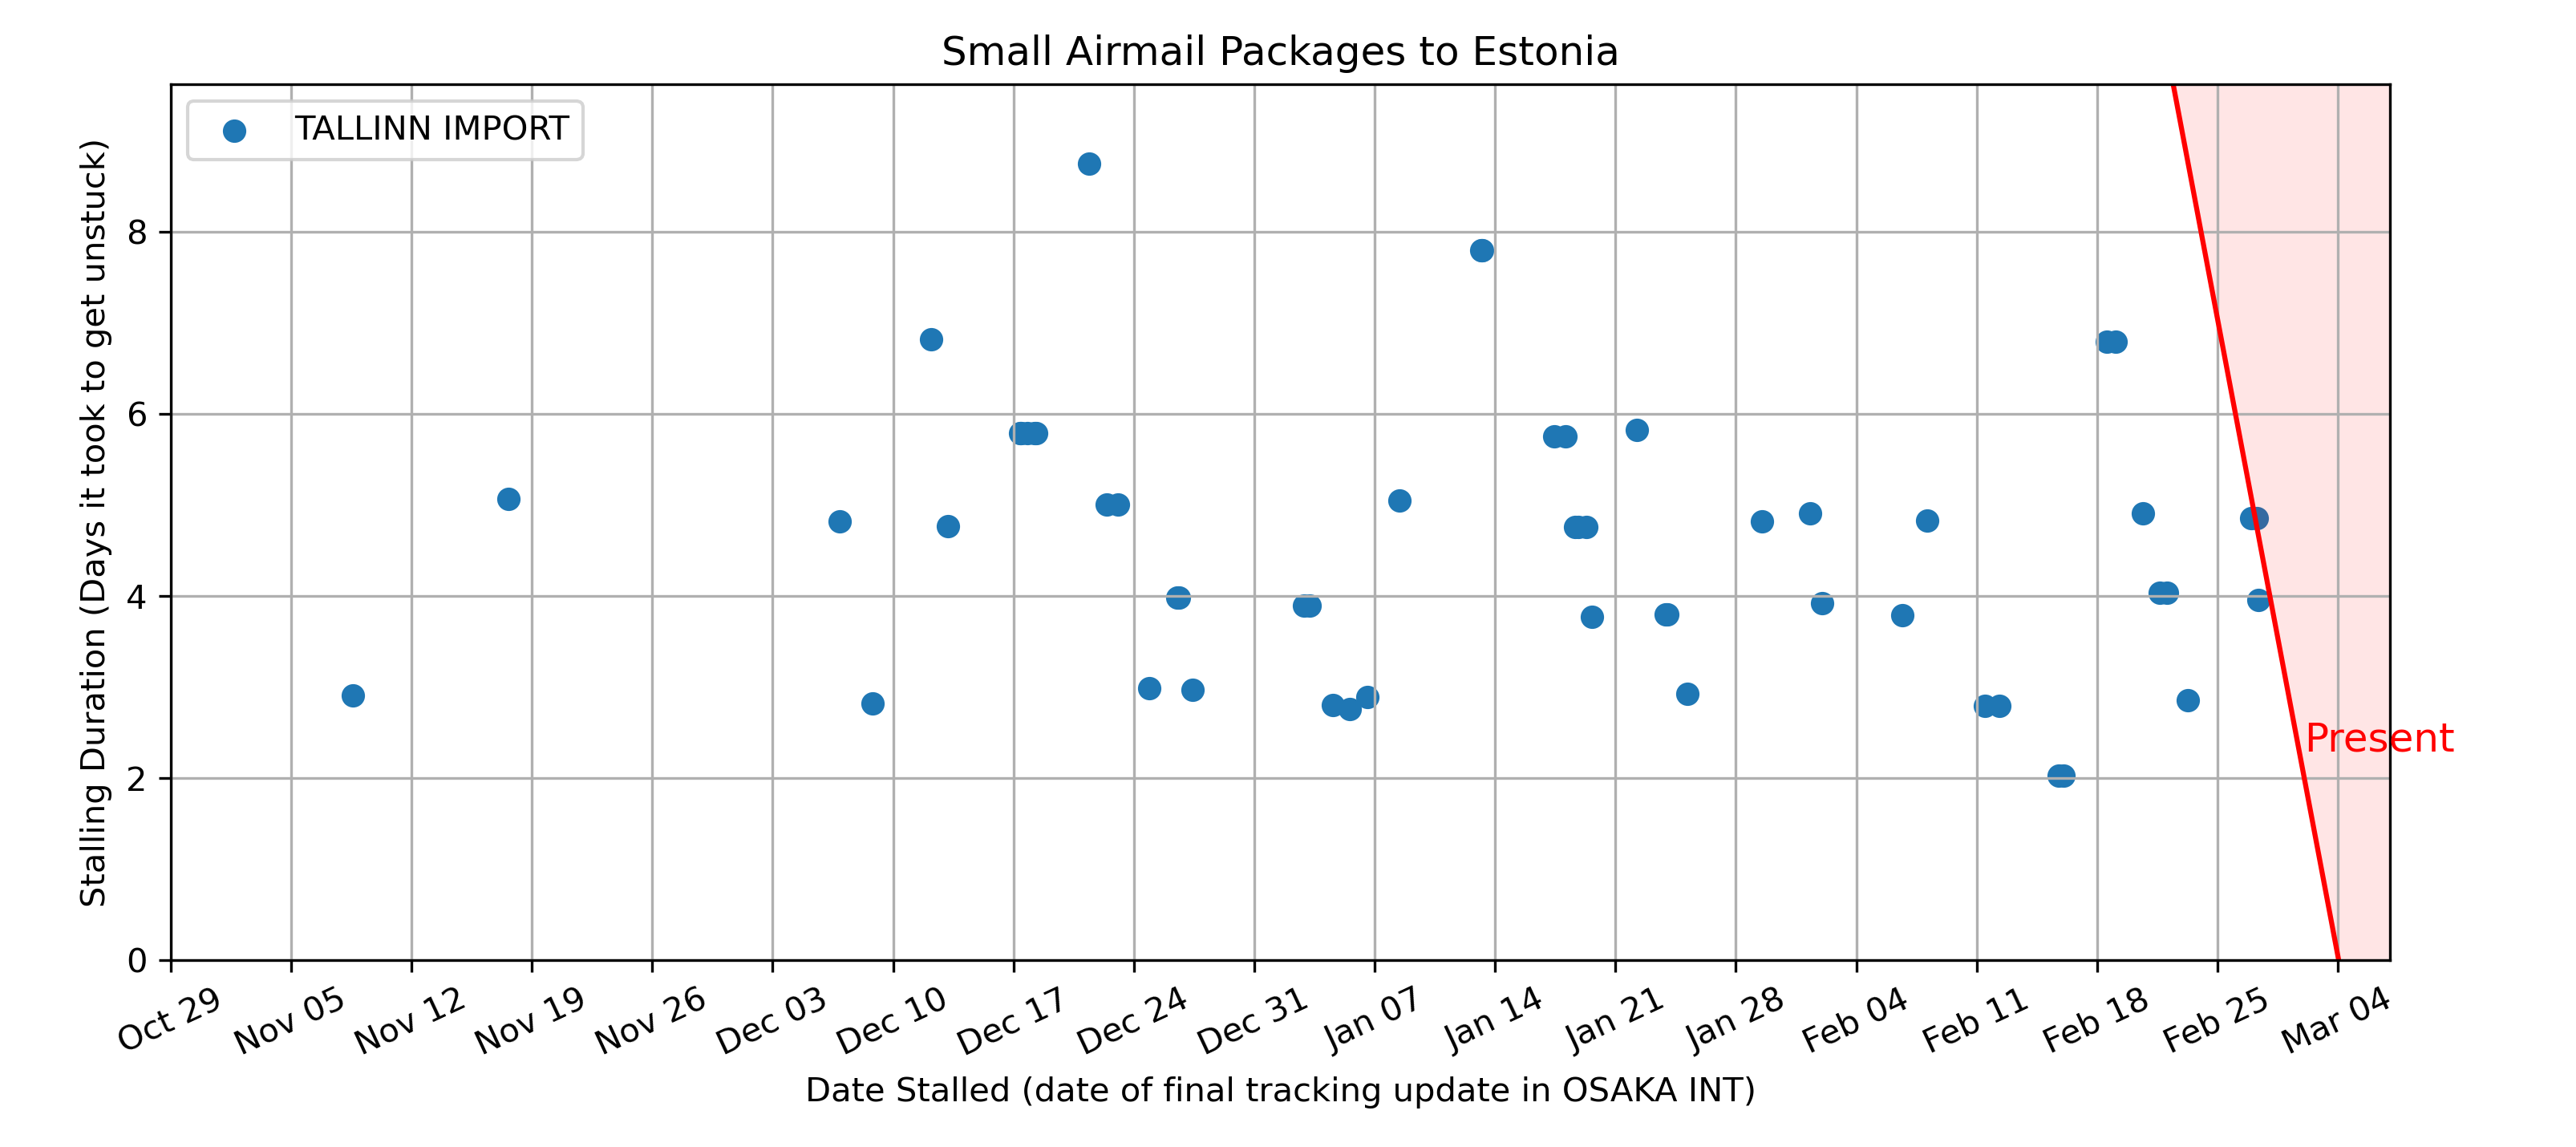 Small Airmail Packages to Estonia
TALLINN IMPORT
Stalling Duration (Days it took to get unstuck)
8
6
4
2
0
Present
Oct 29
Nov 05
Nov 12
Nov 19
Nov 26
Dec 03
Dec 10
Dec 17
Dec 24
Dec 31
Jan 07
Jan 14
Jan 21
Jan 28
Feb 04
Feb 11
Feb 18
Feb 25
Mar 04
Date Stalled (date of final tracking update in OSAKA INT)